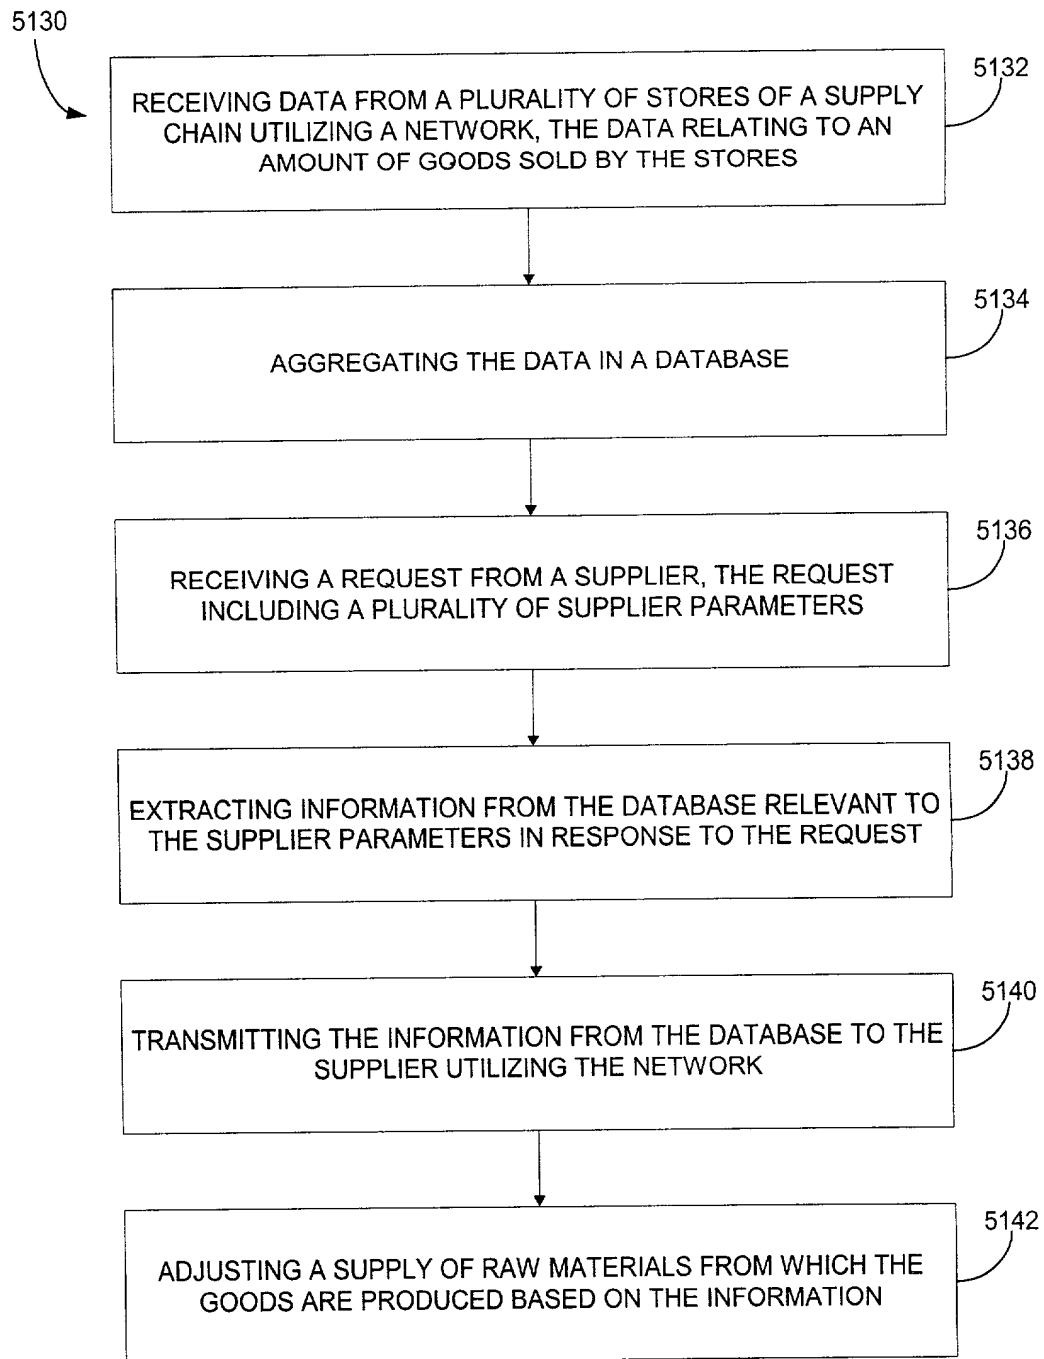 5130
5132
RECEIVING DATA FROM A PLURALITY OF STORES OF A SUPPLY
CHAIN UTILIZING A NETWORK, THE DATA RELATING TO AN
AMOUNT OF GOODS SOLD BY THE STORES
5134
AGGREGATING THE DATA IN A DATABASE
5136
RECEIVING A REQUEST FROM A SUPPLIER, THE REQUEST
INCLUDING A PLURALITY OF SUPPLIER PARAMETERS
5138
EXTRACTING INFORMATION FROM THE DATABASE RELEVANT TO
THE SUPPLIER PARAMETERS IN RESPONSE TO THE REQUEST
5140
TRANSMITTING THE INFORMATION FROM THE DATABASE TO THE
SUPPLIER UTILIZING THE NETWORK
5142
ADJUSTING A SUPPLY OF RAW MATERIALS FROM WHICH THE
GOODS ARE PRODUCED BASED ON THE INFORMATION